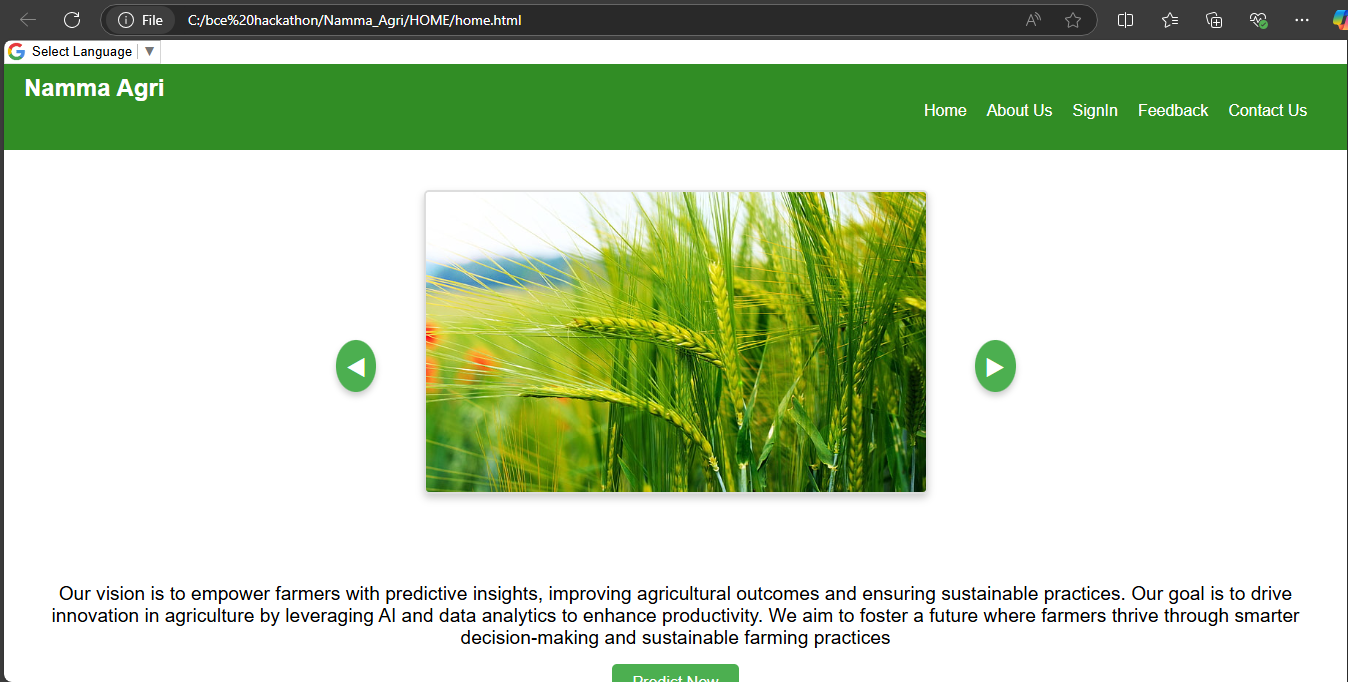 File C:/bce%20hackathon/Namma_Agri/HOME/home.html
Select Language
Namma Agri
Home About Us SignIn Feedback Contact Us
Our vision is to empower farmers with predictive insights, improving agricultural outcomes and ensuring sustainable practices. Our goal is to drive
innovation in agriculture by leveraging AI and data analytics to enhance productivity. We aim to foster a future where farmers thrive through smarter
decision-making and sustainable farming practices
Predict Now